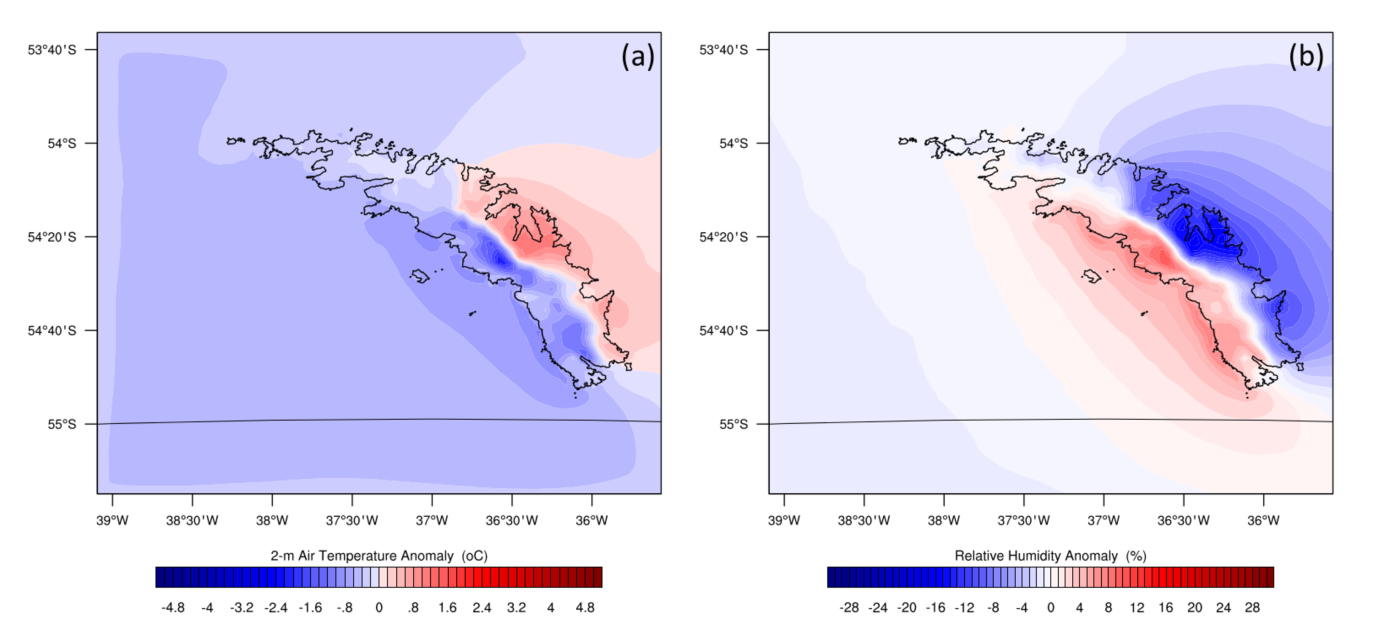 (a)
53°40'S
54°S
54°20'S
54°40'S
55°S
39°W 38°30'W 38°W 37°30'W 37°W 36°30'W 36°W
2-m Air Temperature Anomaly (oC)
-4.8 -4 -3.2 -2.4 -1.6 -.8 0 .8 1.6 2.4 3.2 4 4.8
(b)
53°40'S
54°S
54°20'S
54°40'S
55°S
39°W 38°30'W 38°W 37°30'W 37°W 36°30'W 36°W
Relative Humidity Anomaly (%)
-28 -24 -20 -16 -12 -8 -4 0 4 8 12 16 20 24 28